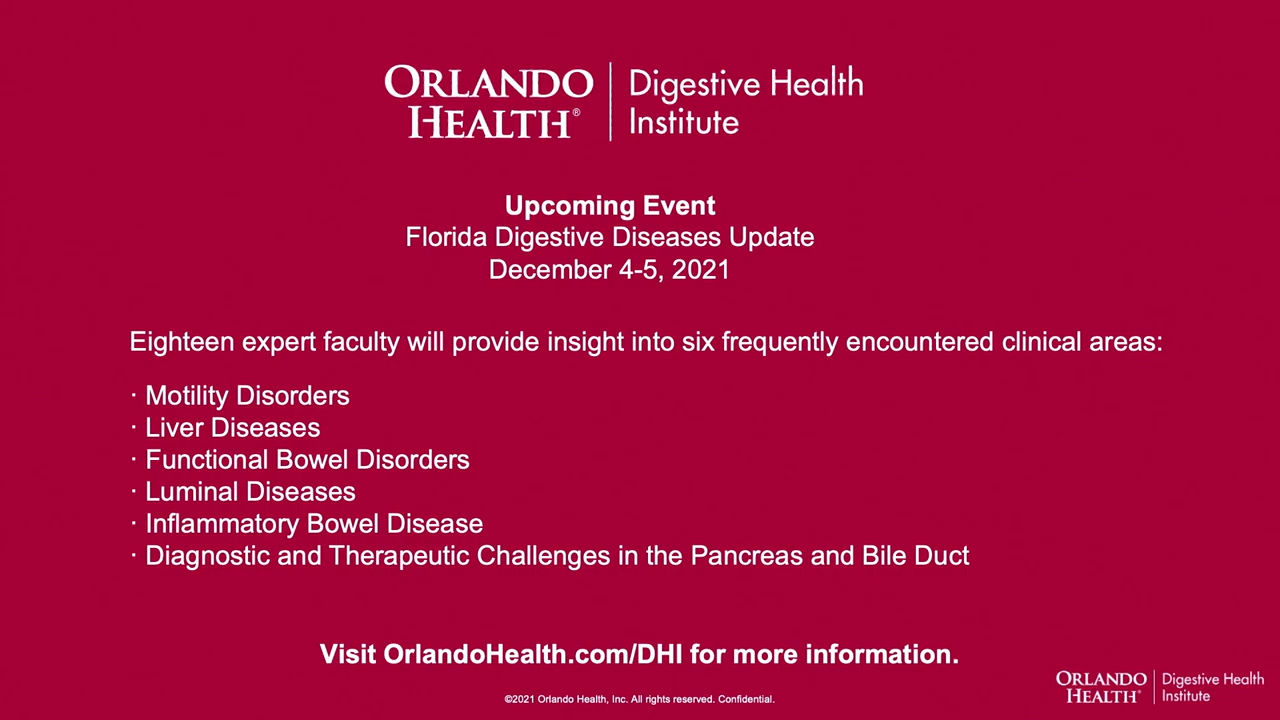 ORLANDO HEALTH®
Digestive Health Institute
Upcoming Event
Florida Digestive Diseases Update
December 4-5, 2021
Eighteen expert faculty will provide insight into six frequently encountered clinical areas:
· Motility Disorders
· Liver Diseases
· Functional Bowel Disorders
· Luminal Diseases
· Inflammatory Bowel Disease
· Diagnostic and Therapeutic Challenges in the Pancreas and Bile Duct
Visit OrlandoHealth.com/DHI for more information.
©2021 Orlando Health, Inc. All rights reserved. Confidential.
ORLANDO HEALTH®
Digestive Health Institute